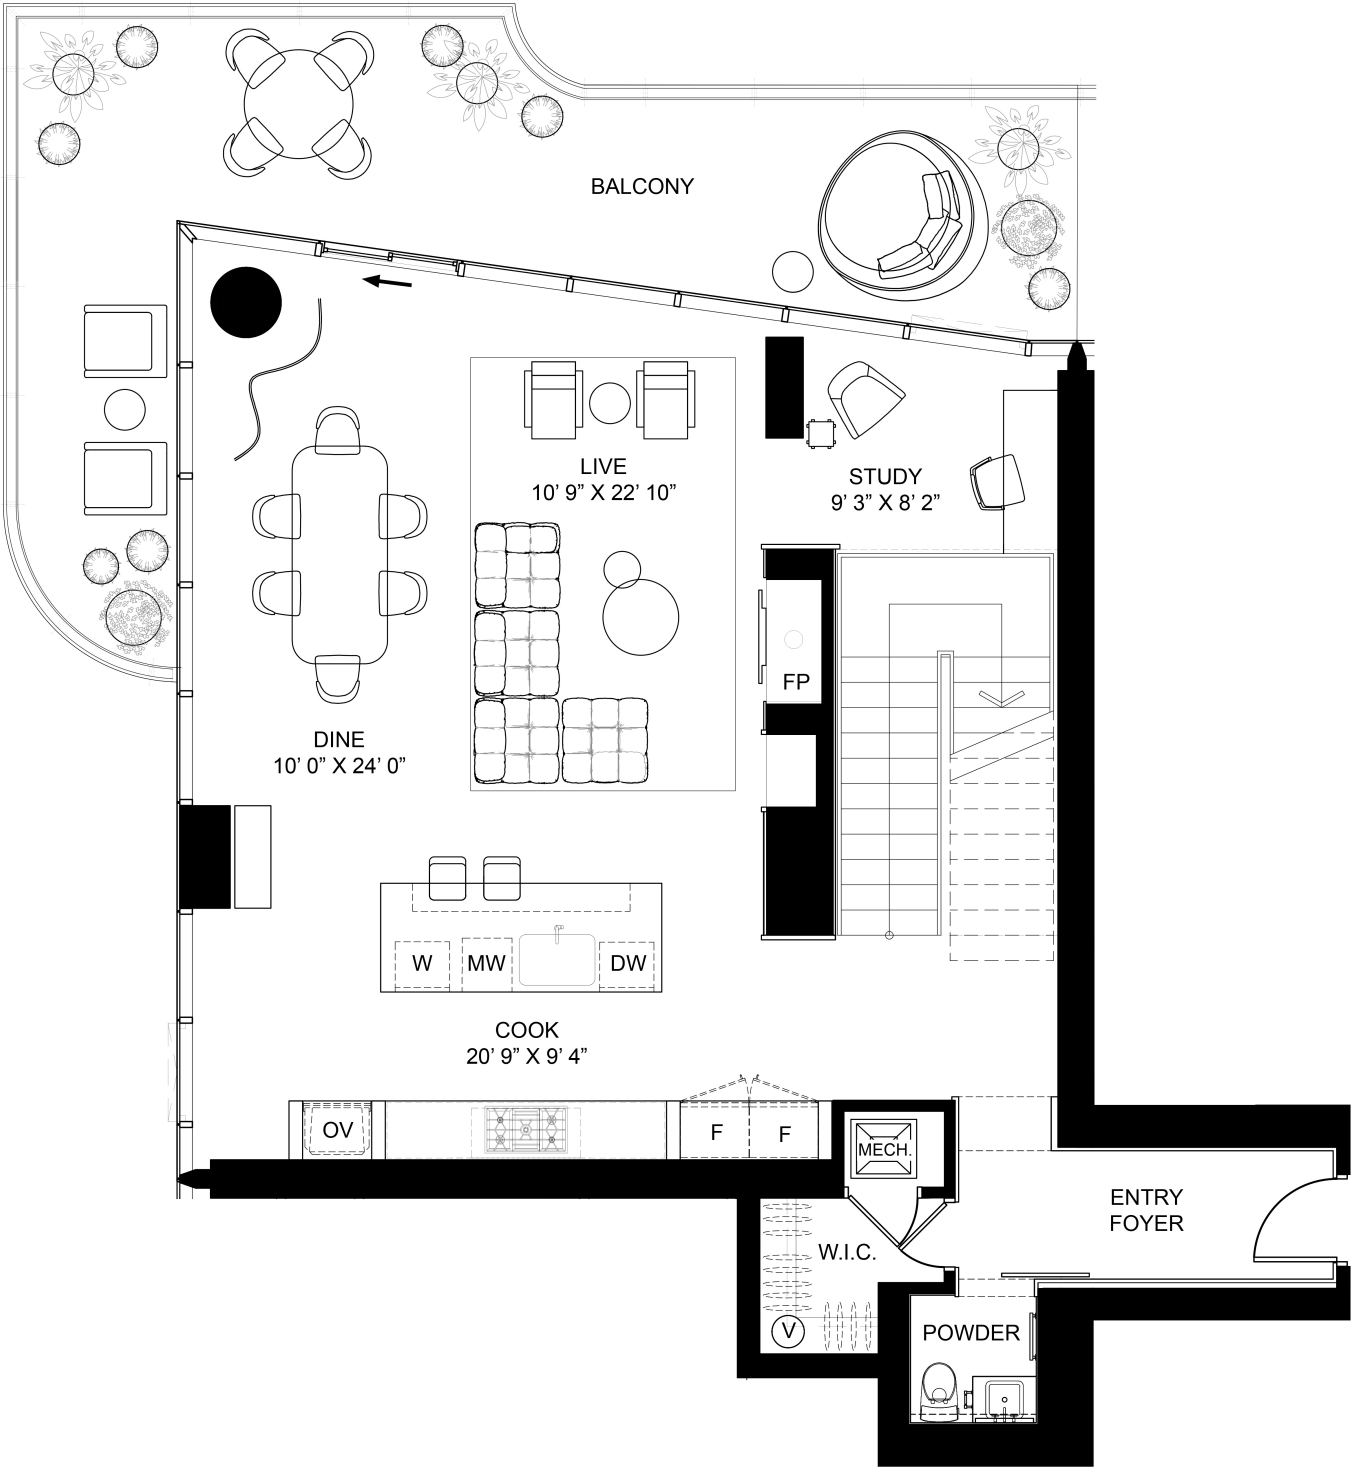 BALCONY
LIVE
10’ 9” X 22’ 10”
STUDY
9’ 3” X 8’ 2”
FP
DINE
10’ 0” X 24’ 0”
W
MW
DW
COOK
20’ 9” X 9’ 4”
OV
F
F
MECH.
ENTRY
FOYER
W.I.C.
V
POWDER